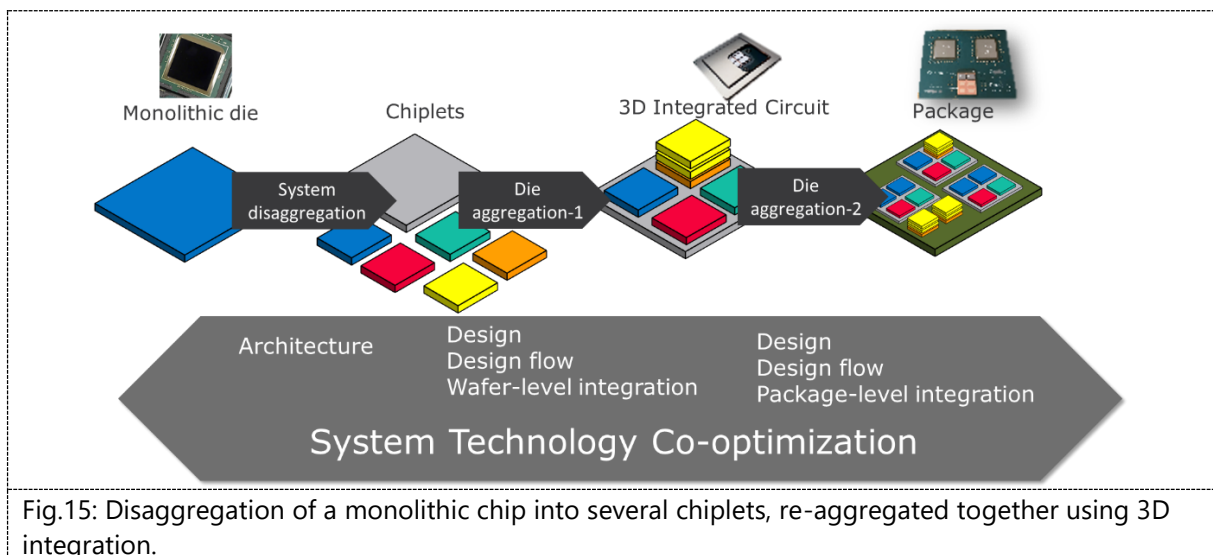 Monolithic die
Chiplets
3D Integrated Circuit
Package
System
disaggregation
Die
aggregation-1
Die
aggregation-2
Architecture
Design
Design flow
Wafer-level integration
Design
Design flow
Package-level integration
System Technology Co-optimization
Fig.15: Disaggregation of a monolithic chip into several chiplets, re-aggregated together using 3D
integration.